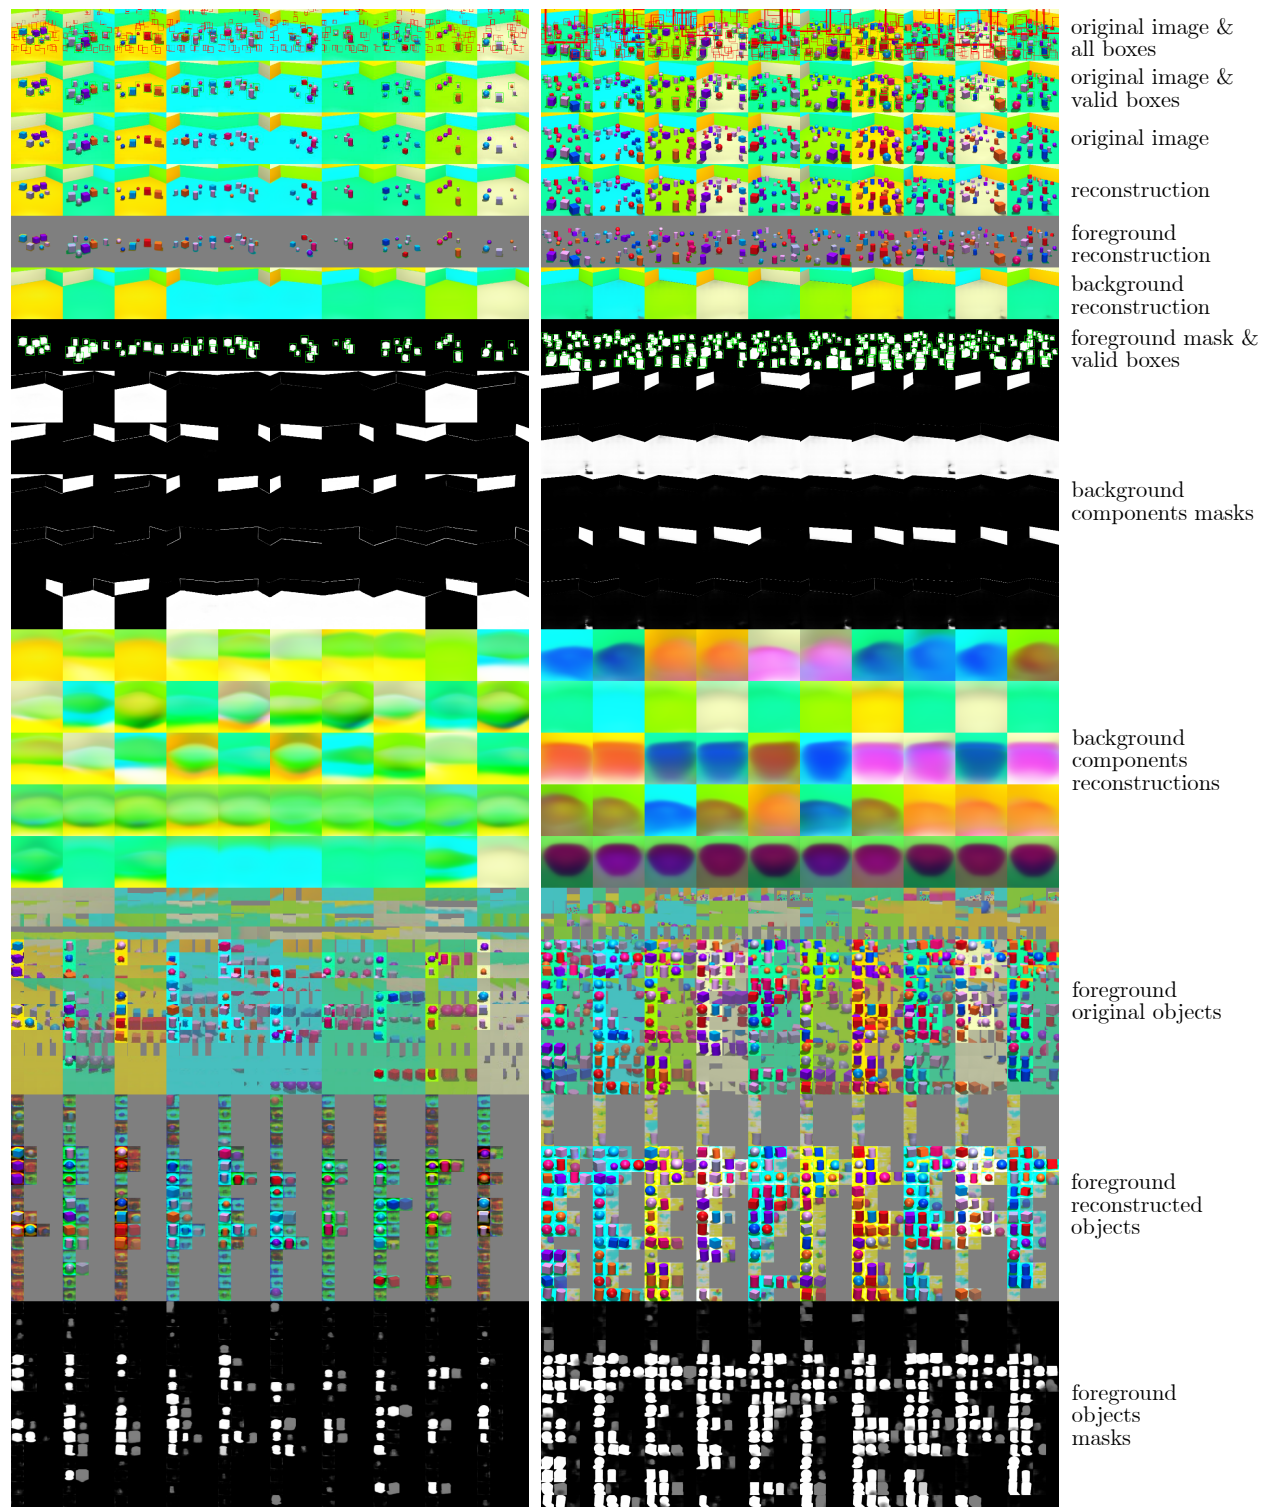 original image &
all boxes
original image &
valid boxes
original image
reconstruction
foreground
reconstruction
background
reconstruction
foreground mask &
valid boxes
background
components masks
background
components
reconstructions
foreground
original objects
foreground
reconstructed
objects
foreground
objects
masks